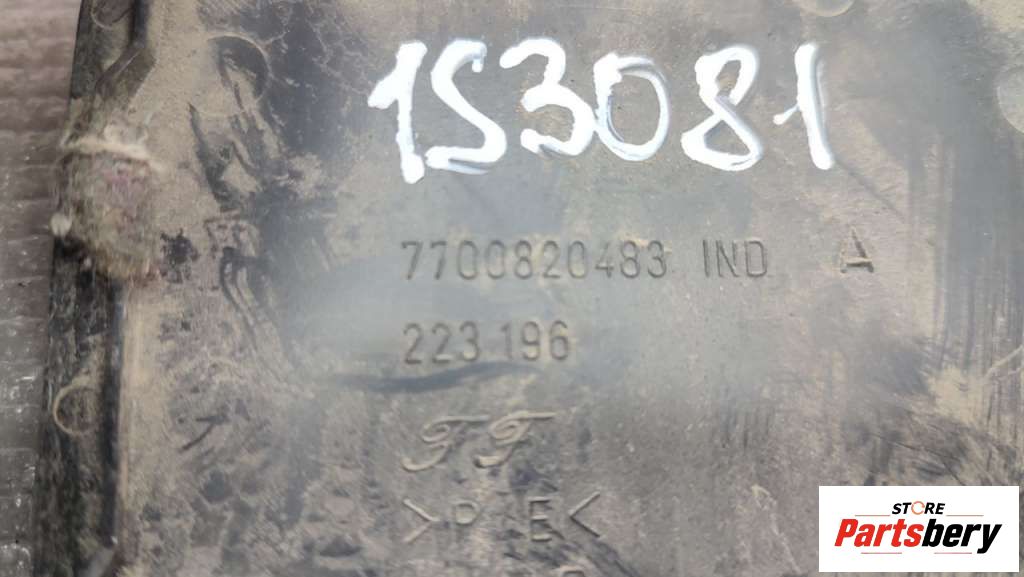 1S3081
7700820483 IND A
223 196
FF
>P E<
STORE
Partsbery